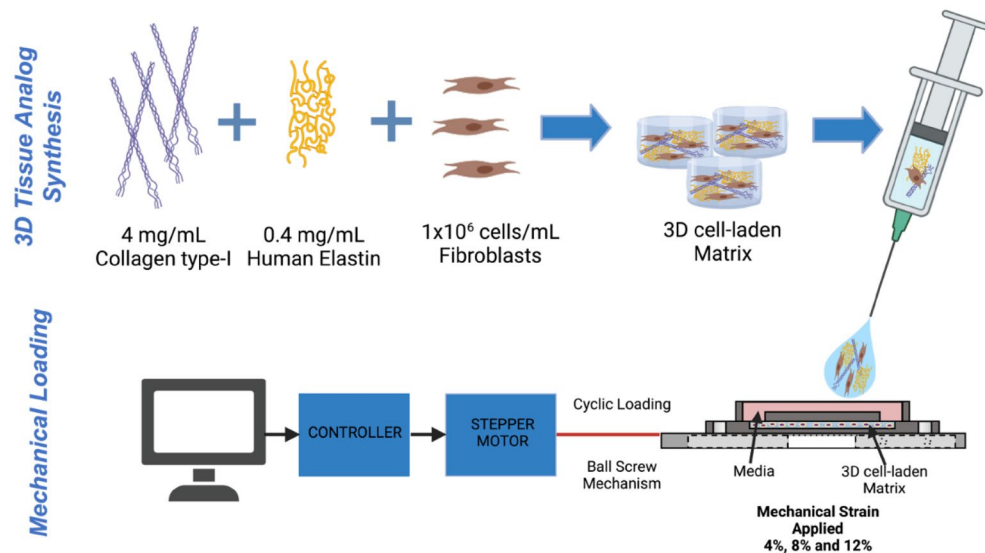 3D Tissue Analog
Synthesis
4 mg/mL
Collagen type-I
0.4 mg/mL
Human Elastin
1x10⁶ cells/mL
Fibroblasts
3D cell-laden
Matrix
Mechanical Loading
CONTROLLER
STEPPER
MOTOR
Cyclic Loading
Ball Screw
Mechanism
Media
3D cell-laden
Matrix
Mechanical Strain
Applied
4%, 8% and 12%